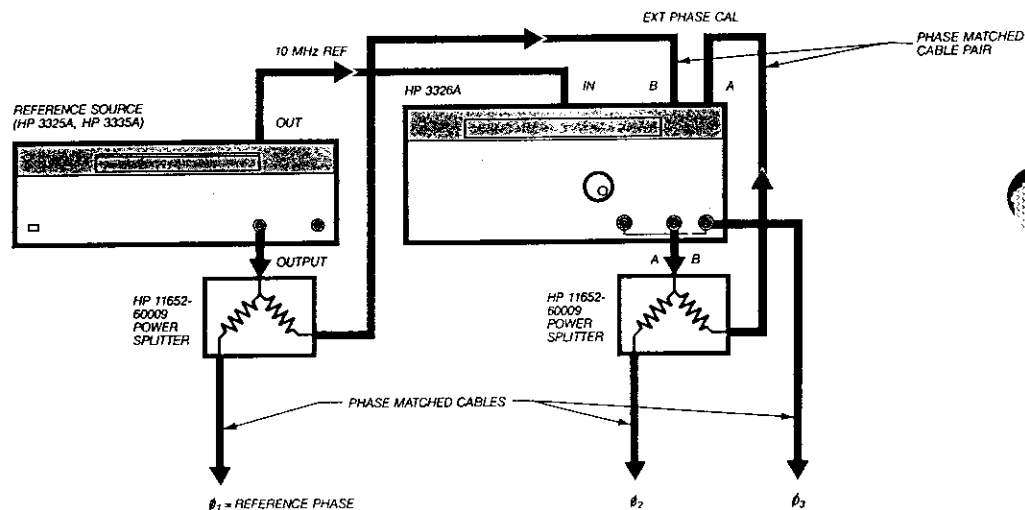 EXT PHASE CAL
PHASE MATCHED
CABLE PAIR
10 MHz REF
HP 3326A
IN
B
A
REFERENCE SOURCE
(HP 3325A, HP 3335A)
OUT
OUTPUT
A
B
HP 11652-
60009
POWER
SPLITTER
HP 11652-
60009
POWER
SPLITTER
PHASE MATCHED CABLES
ϕ1 = REFERENCE PHASE
ϕ2
ϕ3